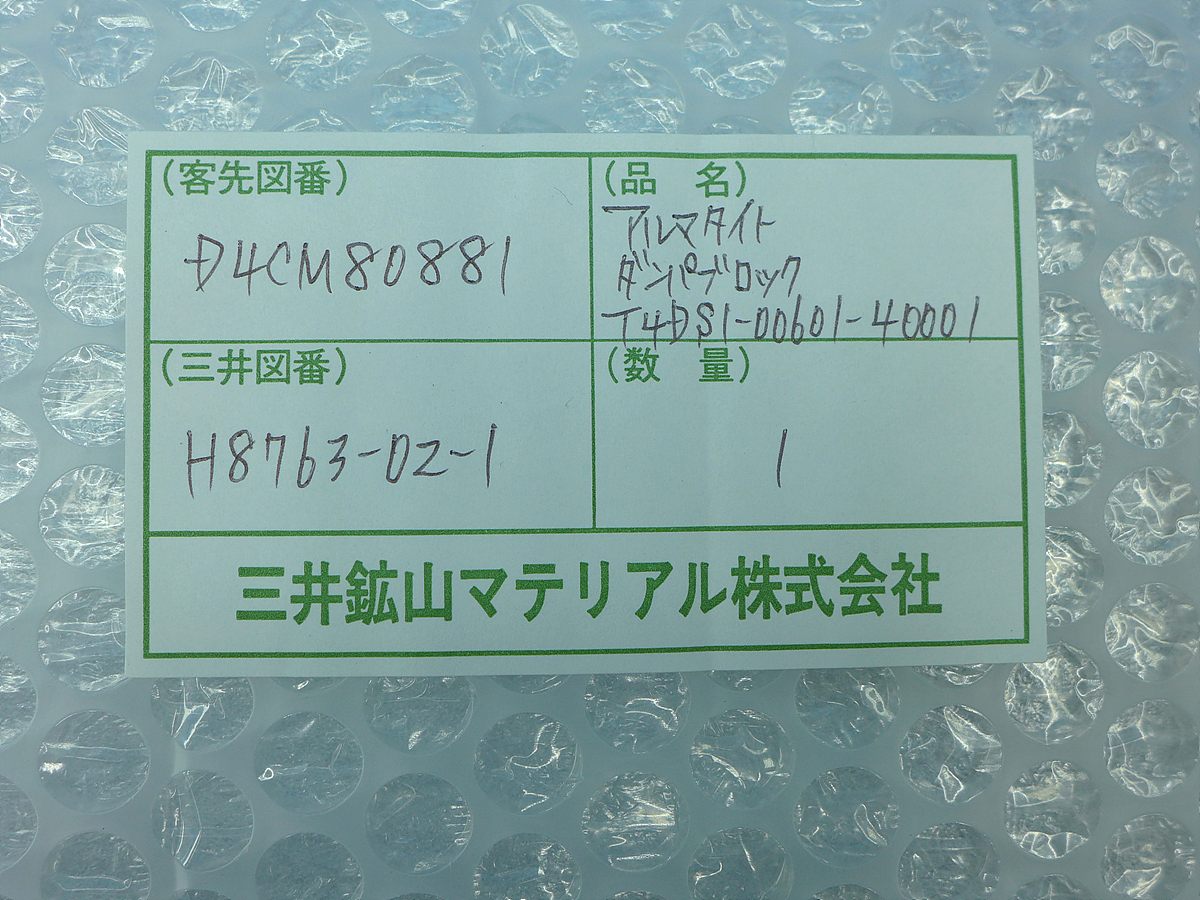 (客先図番)
D4CM80881
(品 名)
アルマタイト
ダンパブロック
T4DS1-00601-40001
(三井図番)
H8763-02-1
(数 量)
1
三井鉱山マテリアル株式会社